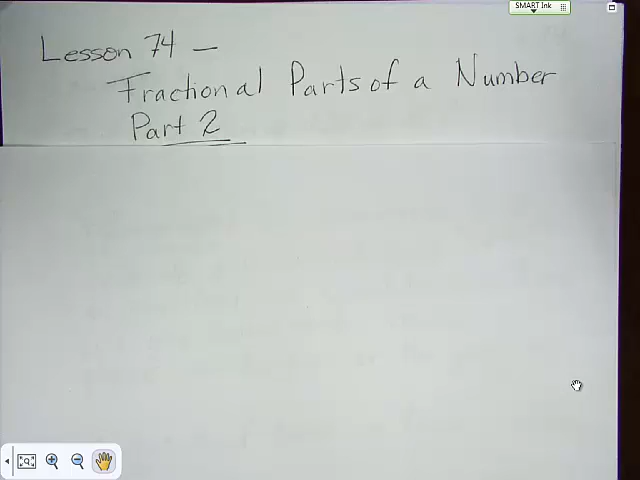 SMART Ink
Lesson 74 –
Fractional Parts of a Number
Part 2